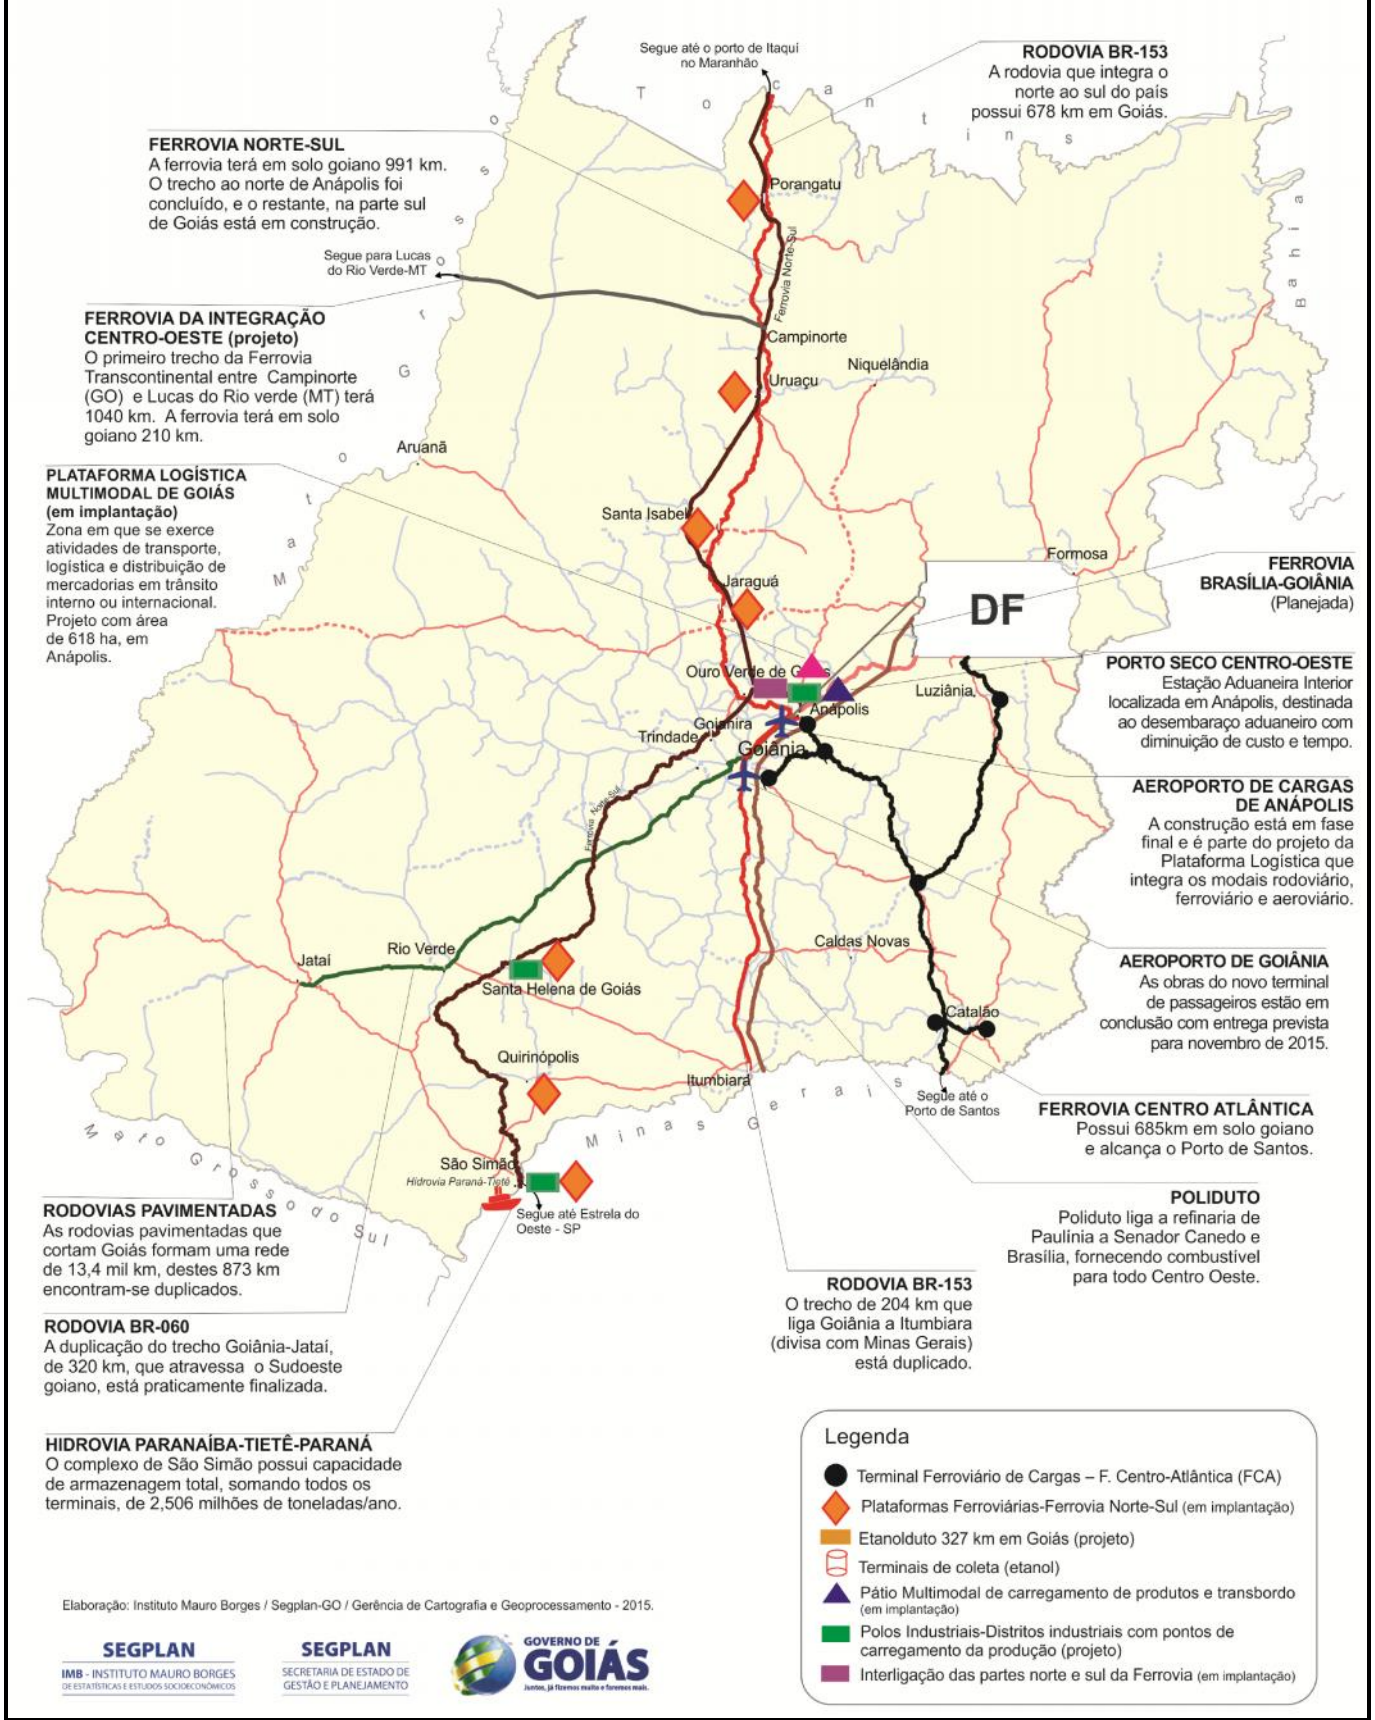 Segue até o porto de Itaquí
no Maranhão
RODOVIA BR-153
A rodovia que integra o
norte ao sul do país
possui 678 km em Goiás.
Tocantins
FERROVIA NORTE-SUL
A ferrovia terá em solo goiano 991 km.
O trecho ao norte de Anápolis foi
concluído, e o restante, na parte sul
de Goiás está em construção.
Porangatu
Bahia
Ferrovia Norte-Sul
Segue para Lucas
do Rio Verde-MT
FERROVIA DA INTEGRAÇÃO
CENTRO-OESTE (projeto)
O primeiro trecho da Ferrovia
Transcontinental entre Campinorte
(GO) e Lucas do Rio verde (MT) terá
1040 km. A ferrovia terá em solo
goiano 210 km.
Campinorte
Niquelândia
Uruaçu
Mato Grosso
Aruanã
PLATAFORMA LOGÍSTICA
MULTIMODAL DE GOIÁS
(em implantação)
Zona em que se exerce
atividades de transporte,
logística e distribuição de
mercadorias em trânsito
interno ou internacional.
Projeto com área
de 618 ha, em
Anápolis.
Santa Isabel
Formosa
Jaraguá
DF
FERROVIA
BRASÍLIA-GOIÂNIA
(Planejada)
Ouro Verde de Goiás
Luziânia
Anápolis
Goianira
Trindade
Goiânia
PORTO SECO CENTRO-OESTE
Estação Aduaneira Interior
localizada em Anápolis, destinada
ao desembaraço aduaneiro com
diminuição de custo e tempo.
AEROPORTO DE CARGAS
DE ANÁPOLIS
A construção está em fase
final e é parte do projeto da
Plataforma Logística que
integra os modais rodoviário,
ferroviário e aeroviário.
Ferrovia Norte-Sul
Caldas Novas
Rio Verde
Jataí
Santa Helena de Goiás
AEROPORTO DE GOIÂNIA
As obras do novo terminal
de passageiros estão em
conclusão com entrega prevista
para novembro de 2015.
Catalão
Quirinópolis
Itumbiara
Minas Gerais
Segue até o
Porto de Santos
FERROVIA CENTRO ATLÂNTICA
Possui 685km em solo goiano
e alcança o Porto de Santos.
Mato Grosso do Sul
São Simão
Hidrovia Paraná-Tietê
Segue até Estrela do
Oeste - SP
RODOVIAS PAVIMENTADAS
As rodovias pavimentadas que
cortam Goiás formam uma rede
de 13,4 mil km, destes 873 km
encontram-se duplicados.
POLIDUTO
Poliduto liga a refinaria de
Paulínia a Senador Canedo e
Brasília, fornecendo combustível
para todo Centro Oeste.
RODOVIA BR-153
O trecho de 204 km que
liga Goiânia a Itumbiara
(divisa com Minas Gerais)
está duplicado.
RODOVIA BR-060
A duplicação do trecho Goiânia-Jataí,
de 320 km, que atravessa o Sudoeste
goiano, está praticamente finalizada.
HIDROVIA PARANAÍBA-TIETÊ-PARANÁ
O complexo de São Simão possui capacidade
de armazenagem total, somando todos os
terminais, de 2,506 milhões de toneladas/ano.
Legenda
Terminal Ferroviário de Cargas – F. Centro-Atlântica (FCA)
Plataformas Ferroviárias-Ferrovia Norte-Sul (em implantação)
Etanolduto 327 km em Goiás (projeto)
Terminais de coleta (etanol)
Pátio Multimodal de carregamento de produtos e transbordo
(em implantação)
Polos Industriais-Distritos industriais com pontos de
carregamento da produção (projeto)
Interligação das partes norte e sul da Ferrovia (em implantação)
Elaboração: Instituto Mauro Borges / Segplan-GO / Gerência de Cartografia e Geoprocessamento - 2015.
SEGPLAN
IMB - INSTITUTO MAURO BORGES
DE ESTATÍSTICAS E ESTUDOS SOCIOECONÔMICOS
SEGPLAN
SECRETARIA DE ESTADO DE
GESTÃO E PLANEJAMENTO
GOVERNO DE
GOIÁS
Juntos, já fizemos muito e faremos mais.